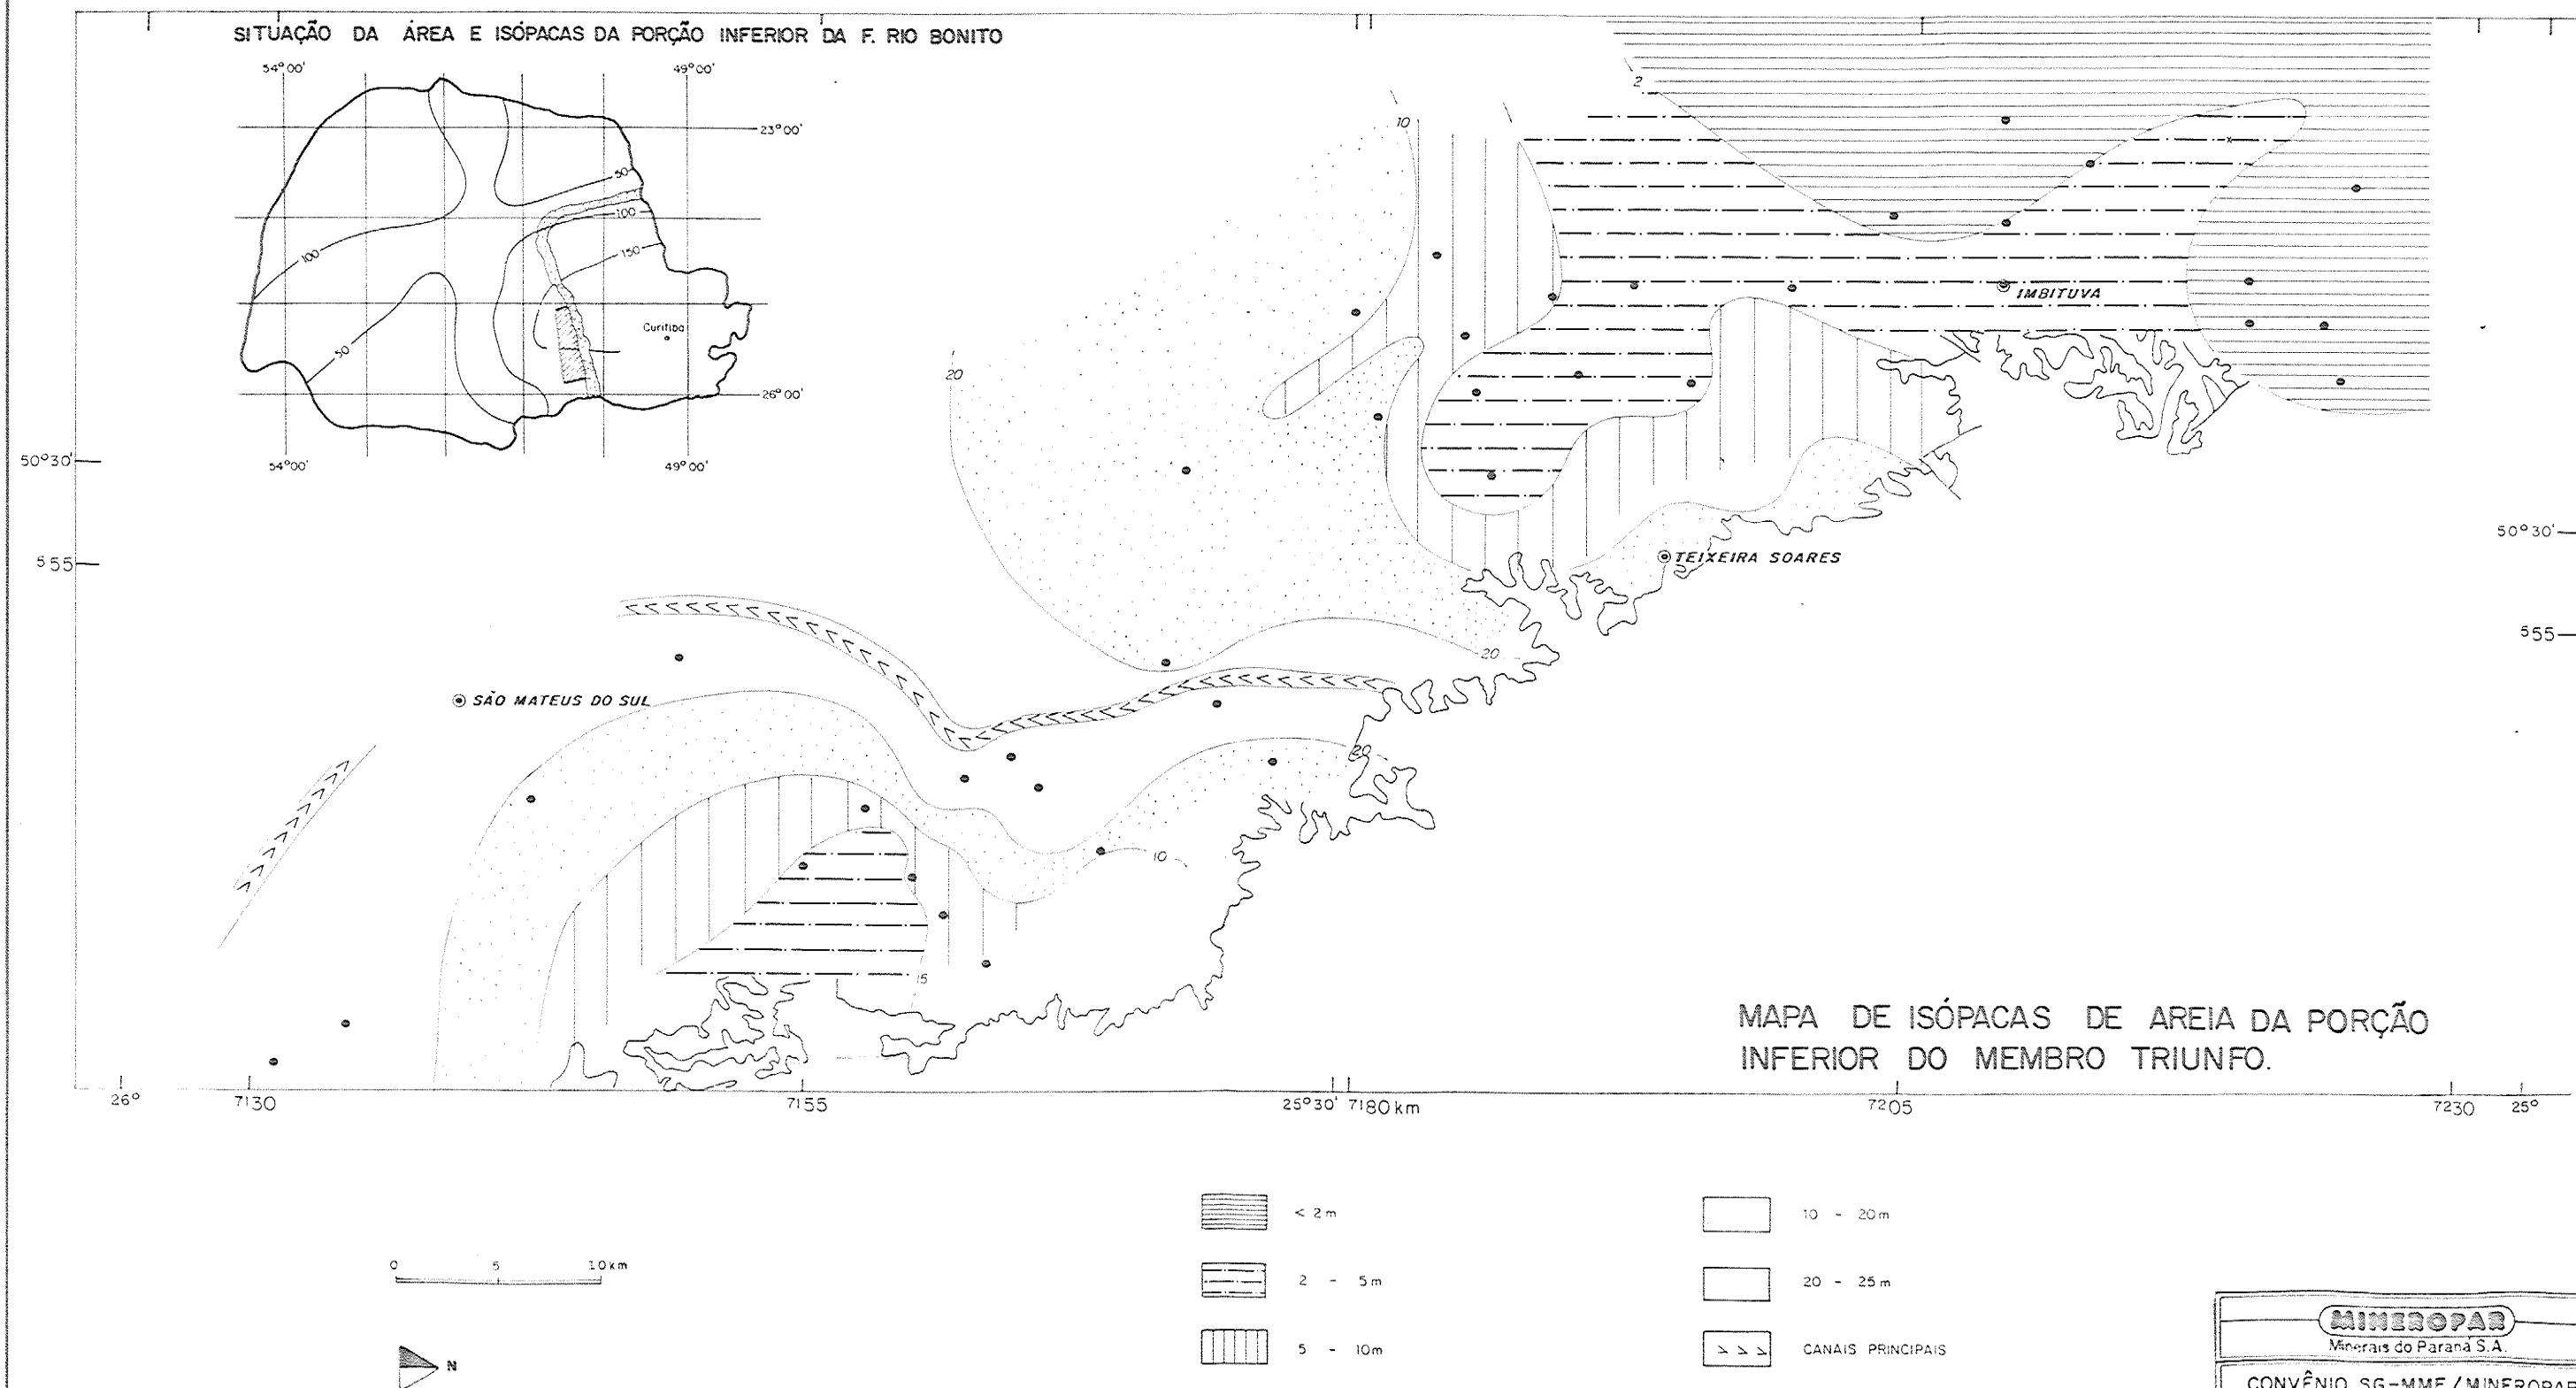 SITUAÇÃO DA ÁREA E ISÓPACAS DA PORÇÃO INFERIOR DA F. RIO BONITO
54°00' 49°00'
23°00'
50
100
150
100
50
Curitiba
26°00'
54°00' 49°00'
2
10
20
IMBITUVA
50°30'
50°30'
555
555
TEIXEIRA SOARES
20
SÃO MATEUS DO SUL
20
10
15
MAPA DE ISÓPACAS DE AREIA DA PORÇÃO
INFERIOR DO MEMBRO TRIUNFO.
26° 7130 7155 25°30' 7180 km 7205 7230 25°
< 2 m
10 - 20 m
0 5 10 km
2 - 5 m
20 - 25 m
5 - 10 m
CANAIS PRINCIPAIS
N
MINEROPAR
Minerais do Paraná S.A.
CONVÊNIO SG-MME/MINEROPAR